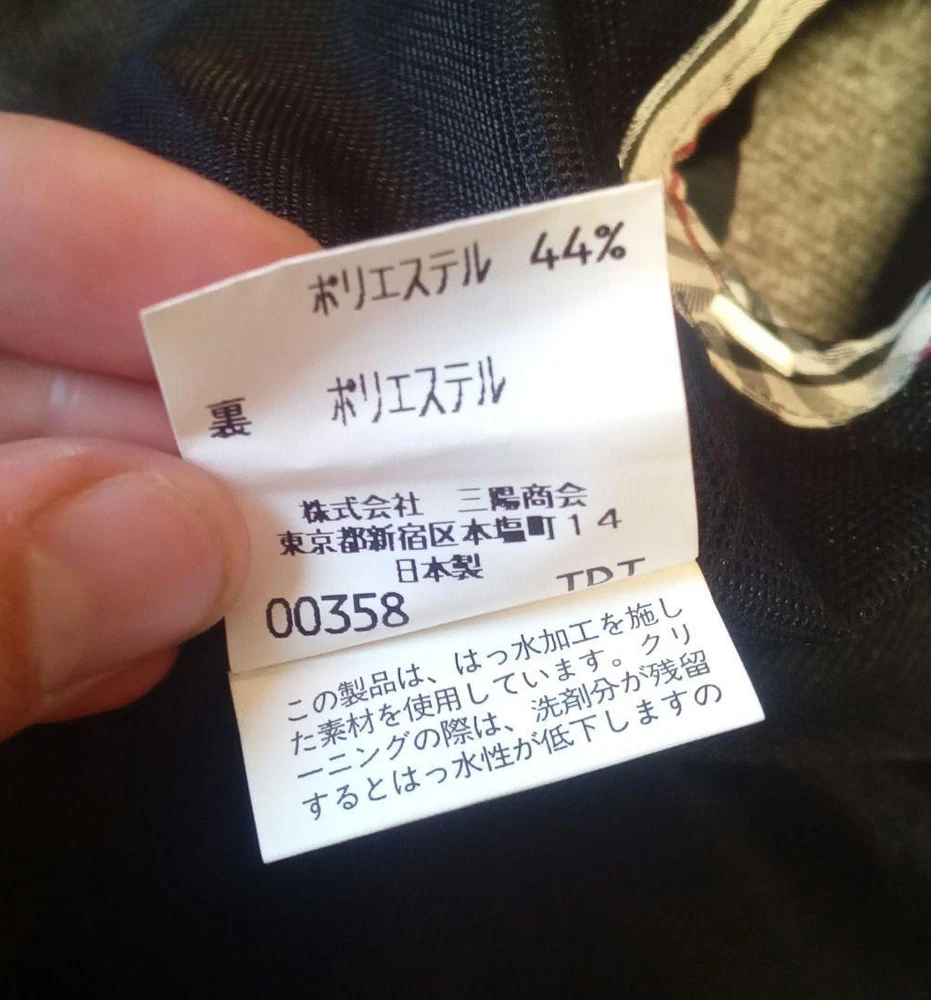 ポリエステル 44%
裏 ポリエステル
株式会社 三陽商会
東京都新宿区本塩町14
日本製
00358
この製品は、はっ水加工を施し
た素材を使用しています。クリ
ーニングの際は、洗剤分が残留
するとはっ水性が低下しますの